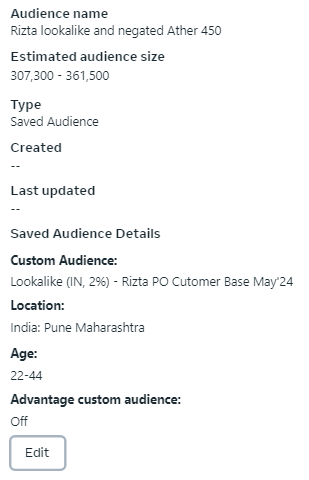 Audience name
Rizta lookalike and negated Ather 450
Estimated audience size
307,300 - 361,500
Type
Saved Audience
Created
--
Last updated
--
Saved Audience Details
Custom Audience:
Lookalike (IN, 2%) - Rizta PO Cutomer Base May'24
Location:
India: Pune Maharashtra
Age:
22-44
Advantage custom audience:
Off
Edit